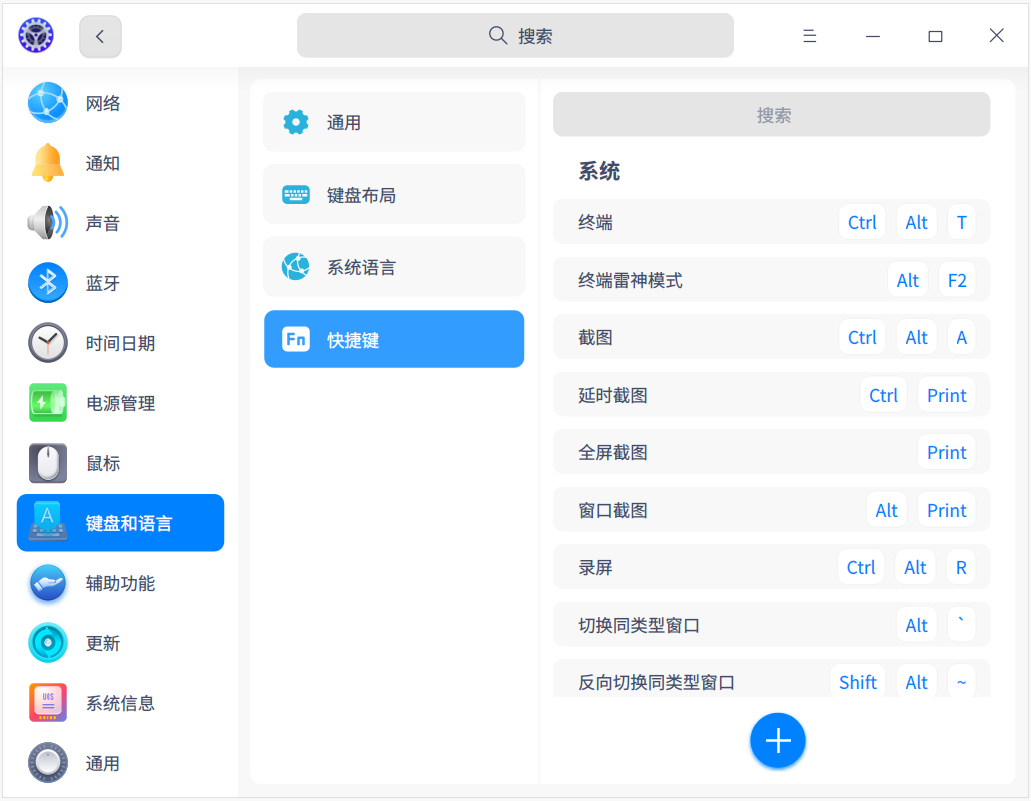 搜索
网络
通知
声音
蓝牙
时间日期
电源管理
鼠标
A
键盘和语言
辅助功能
更新
UOS
系统信息
通用
通用
键盘布局
系统语言
Fn 快捷键
搜索
系统
终端 Ctrl Alt T
终端雷神模式 Alt F2
截图 Ctrl Alt A
延时截图 Ctrl Print
全屏截图 Print
窗口截图 Alt Print
录屏 Ctrl Alt R
切换同类型窗口 Alt `
反向切换同类型窗口 Shift Alt ~